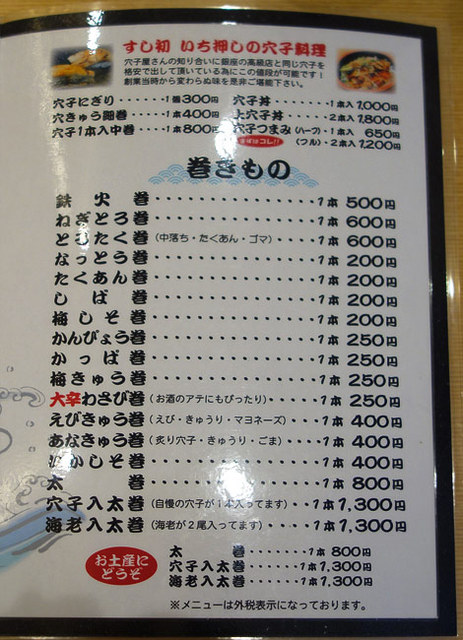 すし初 いち押しの穴子料理
穴子屋さんの知り合いに銀座の高級店と同じ穴子を
格安で出して頂いている為にこの値段が可能です!
創業当時から変わらぬ味を是非ご堪能下さい。
穴子にぎり・・・・・・1個300円
穴きゅう細巻・・・・・1本400円
穴子1本入中巻・・・・1本800円
穴子丼・・・・・・・1本入1,000円
上穴子丼・・・・・・2本入1,800円
穴子つまみ(ハーフ)・1本入 650円
まずはコレ!! (フル)・2本入1,200円
巻きもの
鉄火巻・・・・・・・・・・・・・・・1本 500円
ねぎとろ巻・・・・・・・・・・・・・1本 600円
とろたく巻(中落ち・たくあん・ゴマ)・・・・1本 600円
なっとう巻・・・・・・・・・・・・・1本 200円
たくあん巻・・・・・・・・・・・・・1本 200円
しば巻・・・・・・・・・・・・・・・1本 200円
梅しそ巻・・・・・・・・・・・・・・1本 200円
かんぴょう巻・・・・・・・・・・・・1本 250円
かっぱ巻・・・・・・・・・・・・・・1本 250円
梅きゅう巻・・・・・・・・・・・・・1本 250円
大辛わさび巻(お酒のアテにもぴったり)・・・・1本 250円
えびきゅう巻(えび・きゅうり・マヨネーズ)・・・1本 400円
あなきゅう巻(炙り穴子・きゅうり・ごま)・・・1本 400円
かしそ巻・・・・・・・・・・・・・・1本 400円
太巻・・・・・・・・・・・・・・・・1本 800円
穴子入太巻(自慢の穴子が1本入ってます)・・・1本 1,300円
海老入太巻(海老が2尾入ってます)・・・・1本 1,300円
お土産に
どうぞ
太巻・・・・・・・1本 800円
穴子入太巻・・・・・・1本 1,300円
海老入太巻・・・・・・1本 1,300円
※メニューは外税表示になっております。